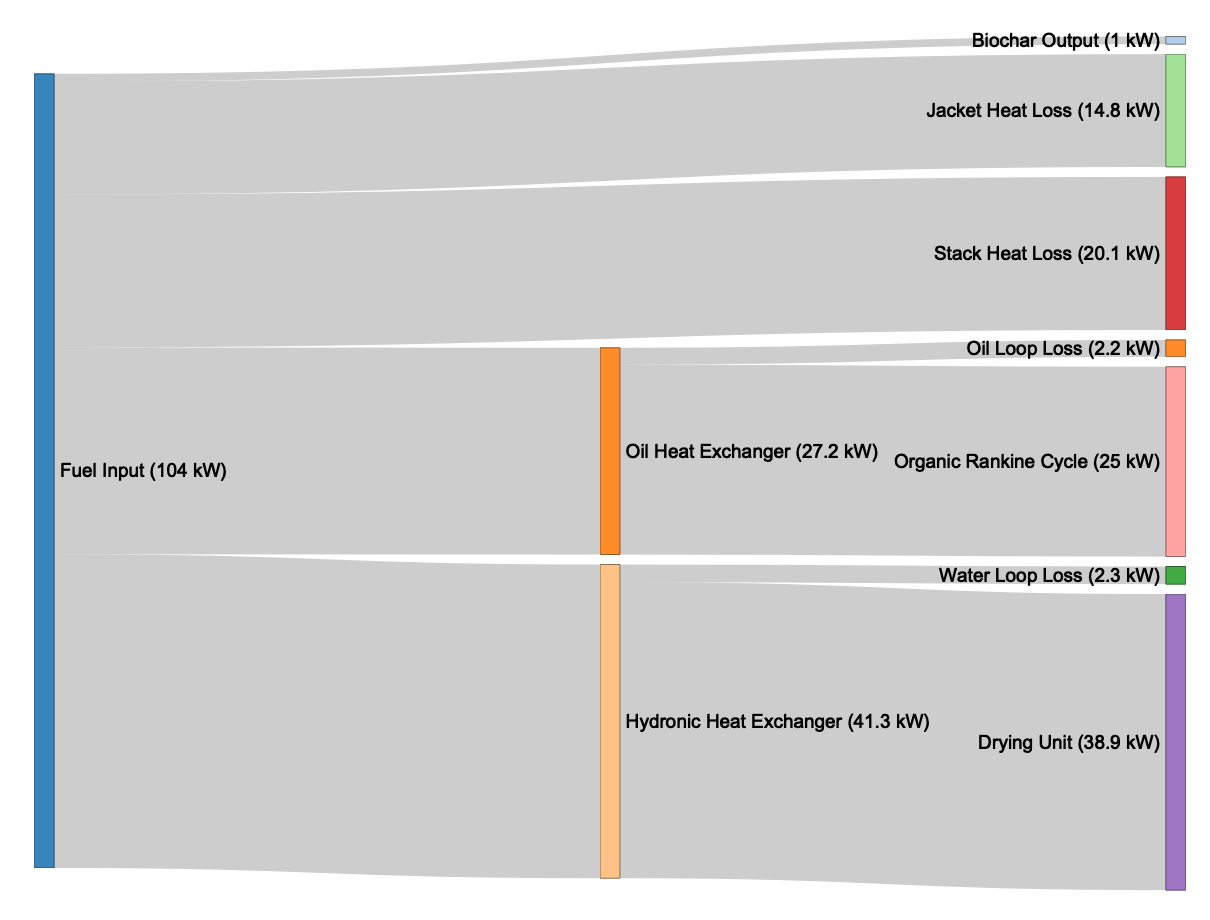 Biochar Output (1 kW)
Jacket Heat Loss (14.8 kW)
Stack Heat Loss (20.1 kW)
Oil Loop Loss (2.2 kW)
Oil Heat Exchanger (27.2 kW)
Organic Rankine Cycle (25 kW)
Fuel Input (104 kW)
Water Loop Loss (2.3 kW)
Hydronic Heat Exchanger (41.3 kW)
Drying Unit (38.9 kW)